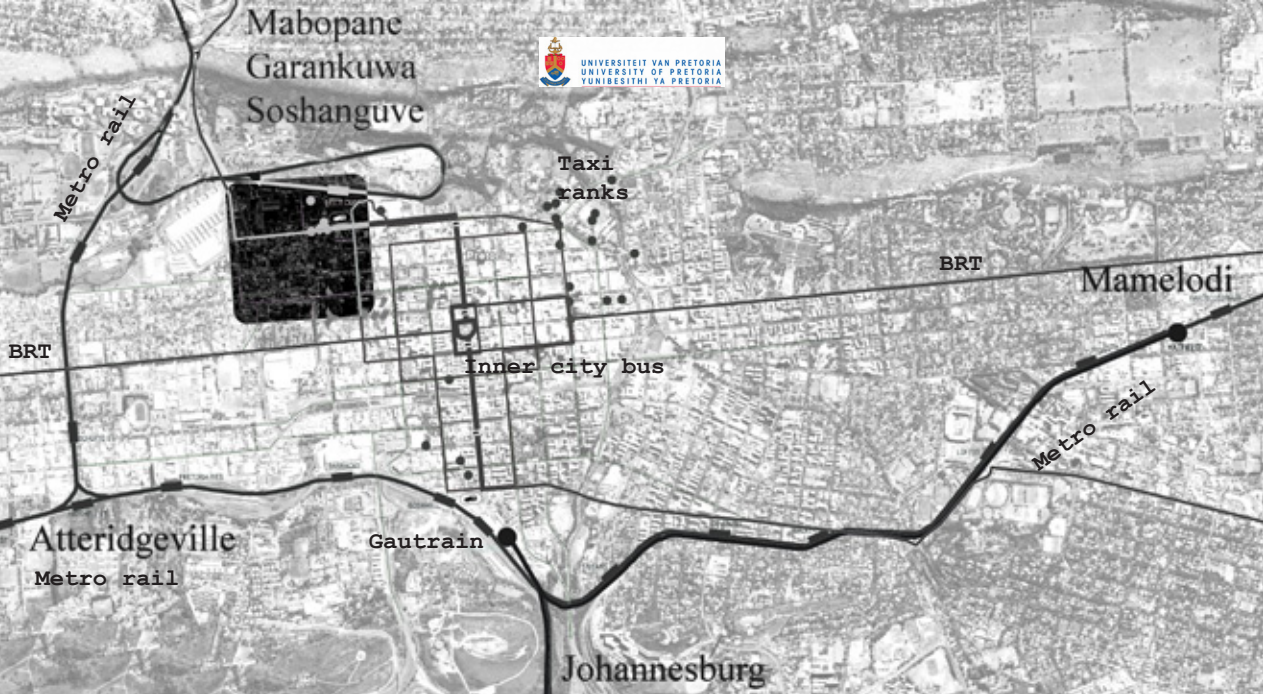 Mabopane
Garankuwa
Soshanguve
UNIVERSITEIT VAN PRETORIA
UNIVERSITY OF PRETORIA
YUNIBESITHI YA PRETORIA
Metro rail
Taxi
ranks
BRT
Mamelodi
BRT
Inner city bus
Metro rail
Atteridgeville
Gautrain
Metro rail
Johannesburg